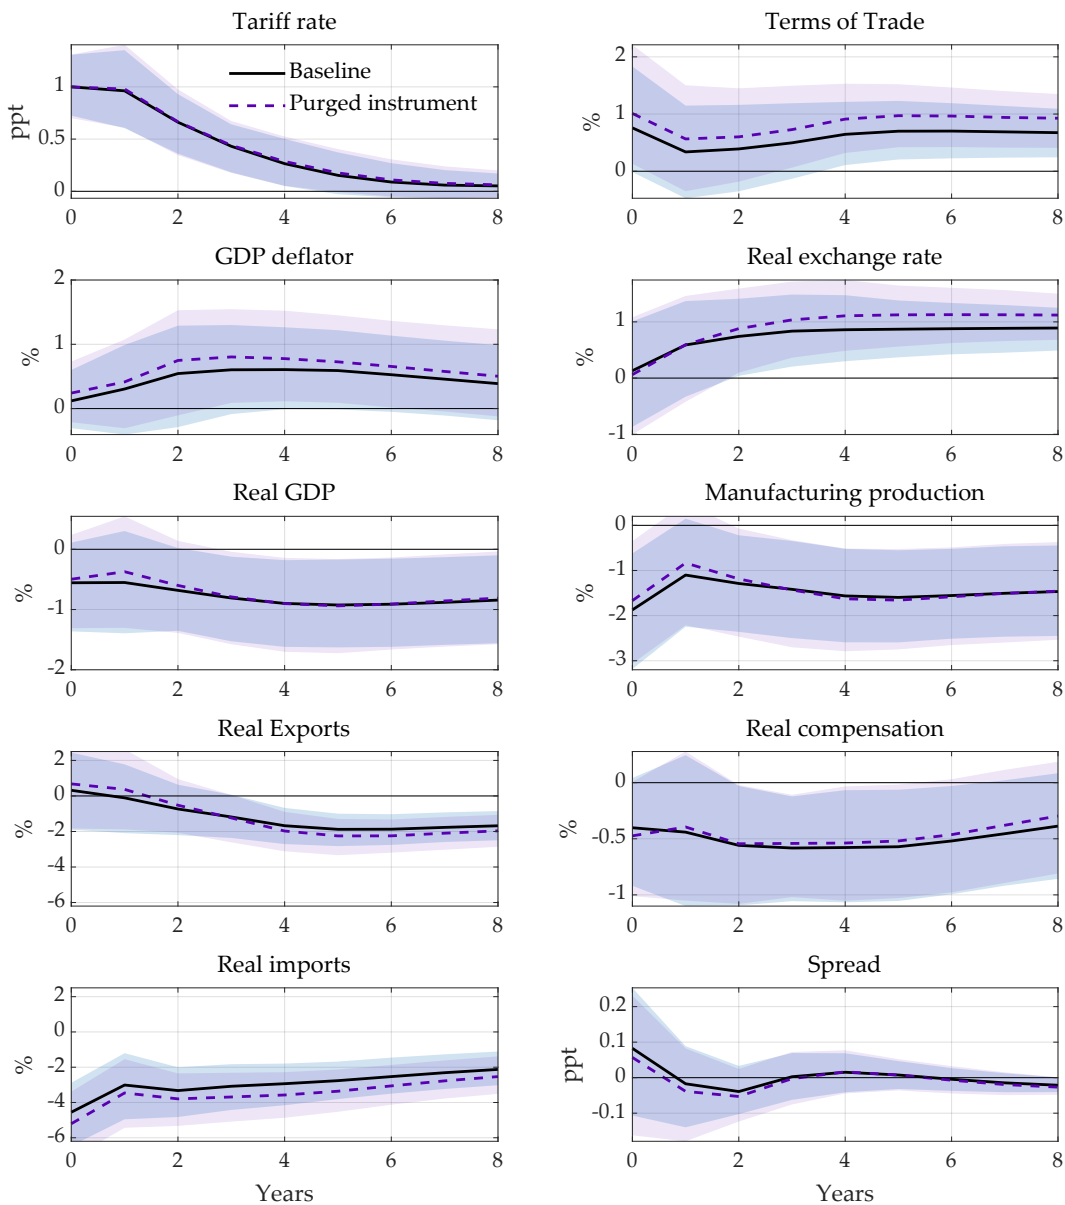 Tariff rate
ppt
1
0.5
0
0 2 4 6 8
Baseline
Purged instrument
Terms of Trade
%
2
1
0
0 2 4 6 8
GDP deflator
%
2
1
0
0 2 4 6 8
Real exchange rate
%
1
0
-1
0 2 4 6 8
Real GDP
%
0
-1
-2
0 2 4 6 8
Manufacturing production
%
0
-1
-2
-3
0 2 4 6 8
Real Exports
%
2
0
-2
-4
-6
0 2 4 6 8
Real compensation
%
0
-0.5
-1
0 2 4 6 8
Real imports
%
2
0
-2
-4
-6
0 2 4 6 8
Years
Spread
ppt
0.2
0.1
0
-0.1
0 2 4 6 8
Years